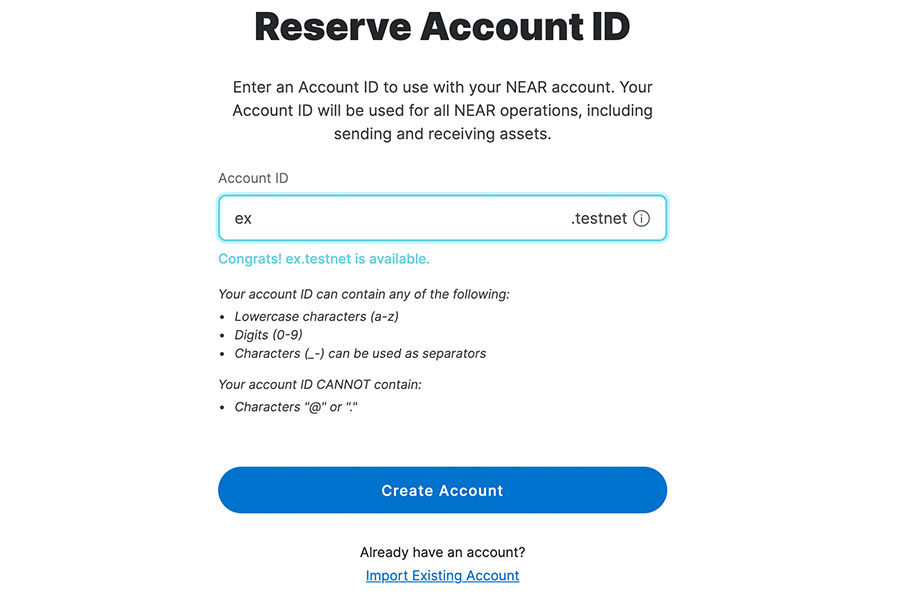 Reserve Account ID
Enter an Account ID to use with your NEAR account. Your
Account ID will be used for all NEAR operations, including
sending and receiving assets.
Account ID
ex .testnet
Congrats! ex.testnet is available.
Your account ID can contain any of the following:
• Lowercase characters (a-z)
• Digits (0-9)
• Characters (_-) can be used as separators
Your account ID CANNOT contain:
• Characters "@" or "."
Create Account
Already have an account?
Import Existing Account